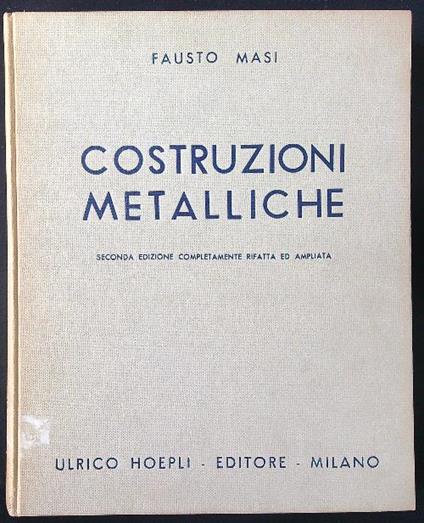 FAUSTO MASI
COSTRUZIONI
METALLICHE
SECONDA EDIZIONE COMPLETAMENTE RIFATTA ED AMPLIATA
ULRICO HOEPLI - EDITORE - MILANO